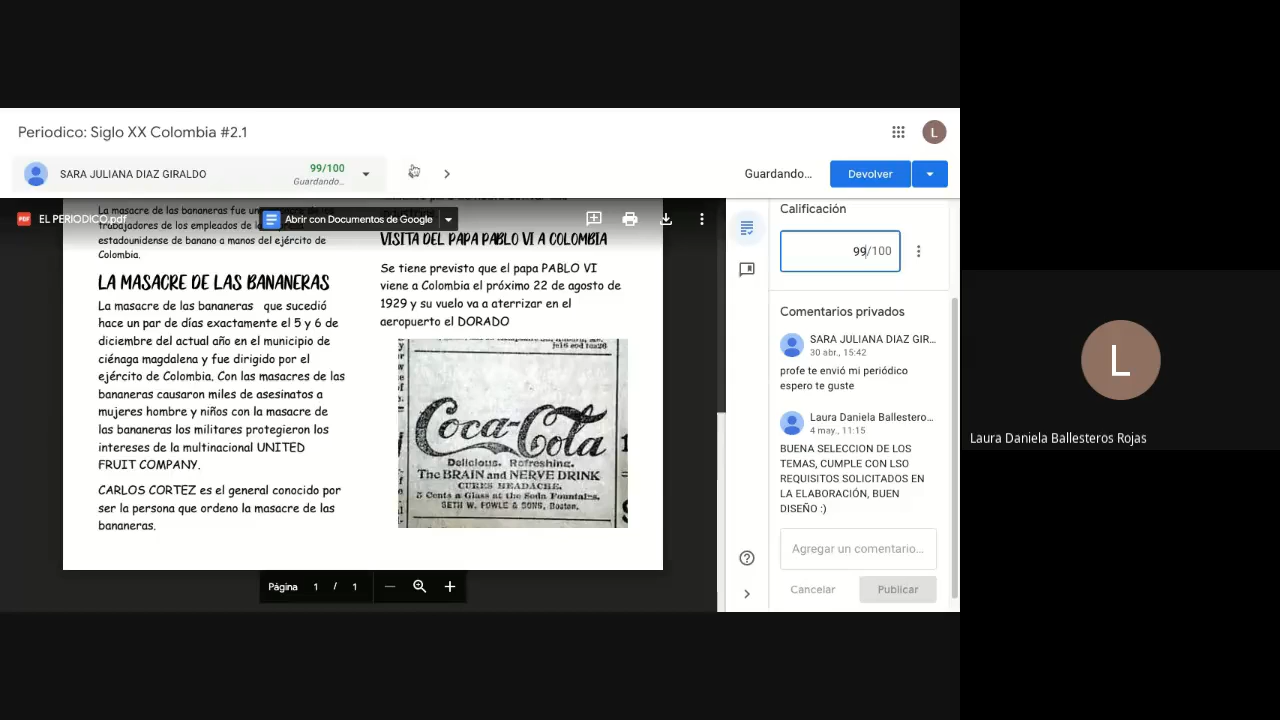 Periodico: Siglo XX Colombia #2.1
L
SARA JULIANA DIAZ GIRALDO
99/100
Guardando...
Guardando...
Devolver
PDF
EL PERIODICO.pdf
Abrir con Documentos de Google
La masacre de las bananeras fue un
trabajadores de los empleados de
estadounidense de banano a manos del ejército de
Colombia.
LA MASACRE DE LAS BANANERAS
La masacre de las bananeras que sucedió
hace un par de días exactamente el 5 y 6 de
diciembre del actual año en el municipio de
ciénaga magdalena y fue dirigido por el
ejército de Colombia. Con las masacres de las
bananeras causaron miles de asesinatos a
mujeres hombre y niños con la masacre de
las bananeras los militares protegieron los
intereses de la multinacional UNITED
FRUIT COMPANY.
CARLOS CORTEZ es el general conocido por
ser la persona que ordeno la masacre de las
bananeras.
VISITA DEL PAPA PABLO VI A COLOMBIA
Se tiene previsto que el papa PABLO VI
viene a Colombia el próximo 22 de agosto de
1929 y su vuelo va a aterrizar en el
aeropuerto el DORADO
Coca-Cola
Delicious. Refreshing.
The BRAIN and NERVE DRINK
CURES HEADACHE.
5 Cents a Glass at the Soda Fountains.
SETH W. FOWLE & SONS, Boston.
Página 1 / 1
Calificación
99/100
Comentarios privados
SARA JULIANA DIAZ GIR...
30 abr., 15:42
profe te envió mi periódico
espero te guste
Laura Daniela Ballestero...
4 may., 11:15
BUENA SELECCION DE LOS
TEMAS, CUMPLE CON LSO
REQUISITOS SOLICITADOS EN
LA ELABORACIÓN, BUEN
DISEÑO :)
Agregar un comentario...
Cancelar
Publicar
L
Laura Daniela Ballesteros Rojas